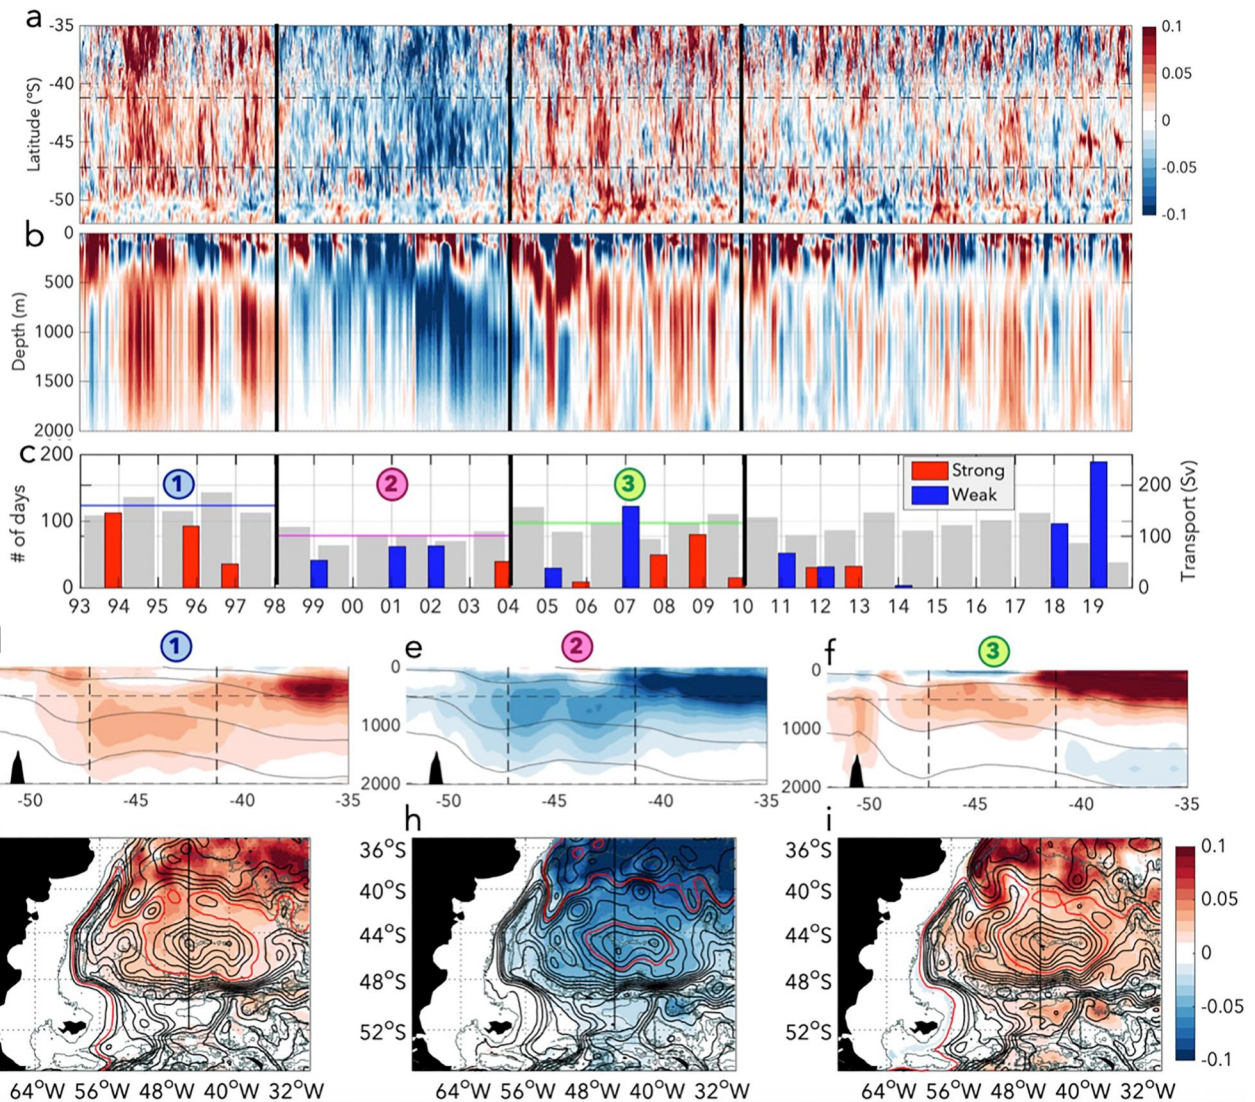 a
-35
-40
-45
-50
Latitude (°S)
0.1
0.05
0
-0.05
-0.1
b
0
500
1000
1500
2000
Depth (m)
c
200
100
0
# of days
1
2
3
Strong
Weak
200
100
0
Transport (Sv)
93 94 95 96 97 98 99 00 01 02 03 04 05 06 07 08 09 10 11 12 13 14 15 16 17 18 19
1
e
2
f
3
0
1000
2000
0
1000
2000
-50 -45 -40 -35
-50 -45 -40 -35
-50 -45 -40 -35
h
i
36°S
40°S
44°S
48°S
52°S
36°S
40°S
44°S
48°S
52°S
0.1
0.05
0
-0.05
-0.1
64°W 56°W 48°W 40°W 32°W
64°W 56°W 48°W 40°W 32°W
64°W 56°W 48°W 40°W 32°W